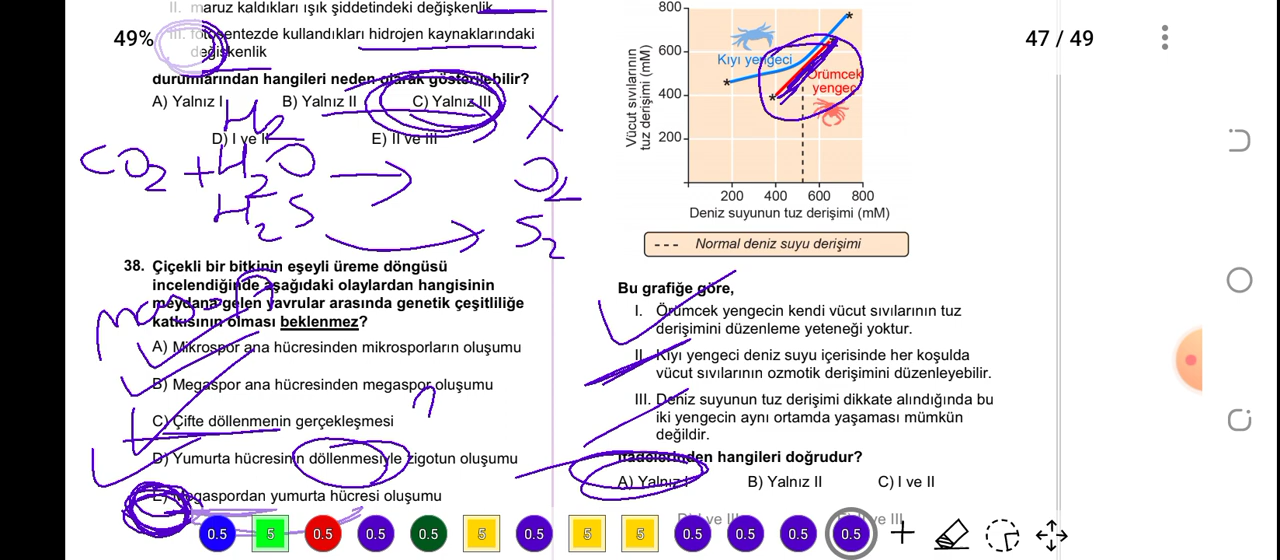 II. maruz kaldıkları ışık şiddetindeki değişkenlik
III. fotosentezde kullandıkları hidrojen kaynaklarındaki
değişkenlik
49%
durumlarından hangileri neden olarak gösterilebilir?
A) Yalnız I B) Yalnız II C) Yalnız III
D) I ve II E) II ve III
H2
CO2 + H2O O2
H2S S2
38. Çiçekli bir bitkinin eşeyli üreme döngüsü
incelendiğinde aşağıdaki olaylardan hangisinin
meydana gelen yavrular arasında genetik çeşitliliğe
katkısının olması beklenmez?
A) Mikrospor ana hücresinden mikrosporların oluşumu
B) Megaspor ana hücresinden megaspor oluşumu
C) Çifte döllenmenin gerçekleşmesi
D) Yumurta hücresinin döllenmesiyle zigotun oluşumu
E) Megaspordan yumurta hücresi oluşumu
47 / 49
800
600
400
200
Vücut sıvılarının
tuz derişimi (mM)
Kıyı yengeci
Örümcek
yengeci
200 400 600 800
Deniz suyunun tuz derişimi (mM)
Normal deniz suyu derişimi
Bu grafiğe göre,
I. Örümcek yengecin kendi vücut sıvılarının tuz
derişimini düzenleme yeteneği yoktur.
II. Kıyı yengeci deniz suyu içerisinde her koşulda
vücut sıvılarının ozmotik derişimini düzenleyebilir.
III. Deniz suyunun tuz derişimi dikkate alındığında bu
iki yengecin aynı ortamda yaşaması mümkün
değildir.
ifadelerinden hangileri doğrudur?
A) Yalnız I B) Yalnız II C) I ve II
0.5 5 0.5 0.5 0.5 5 0.5 5 5 0.5 0.5 0.5 0.5